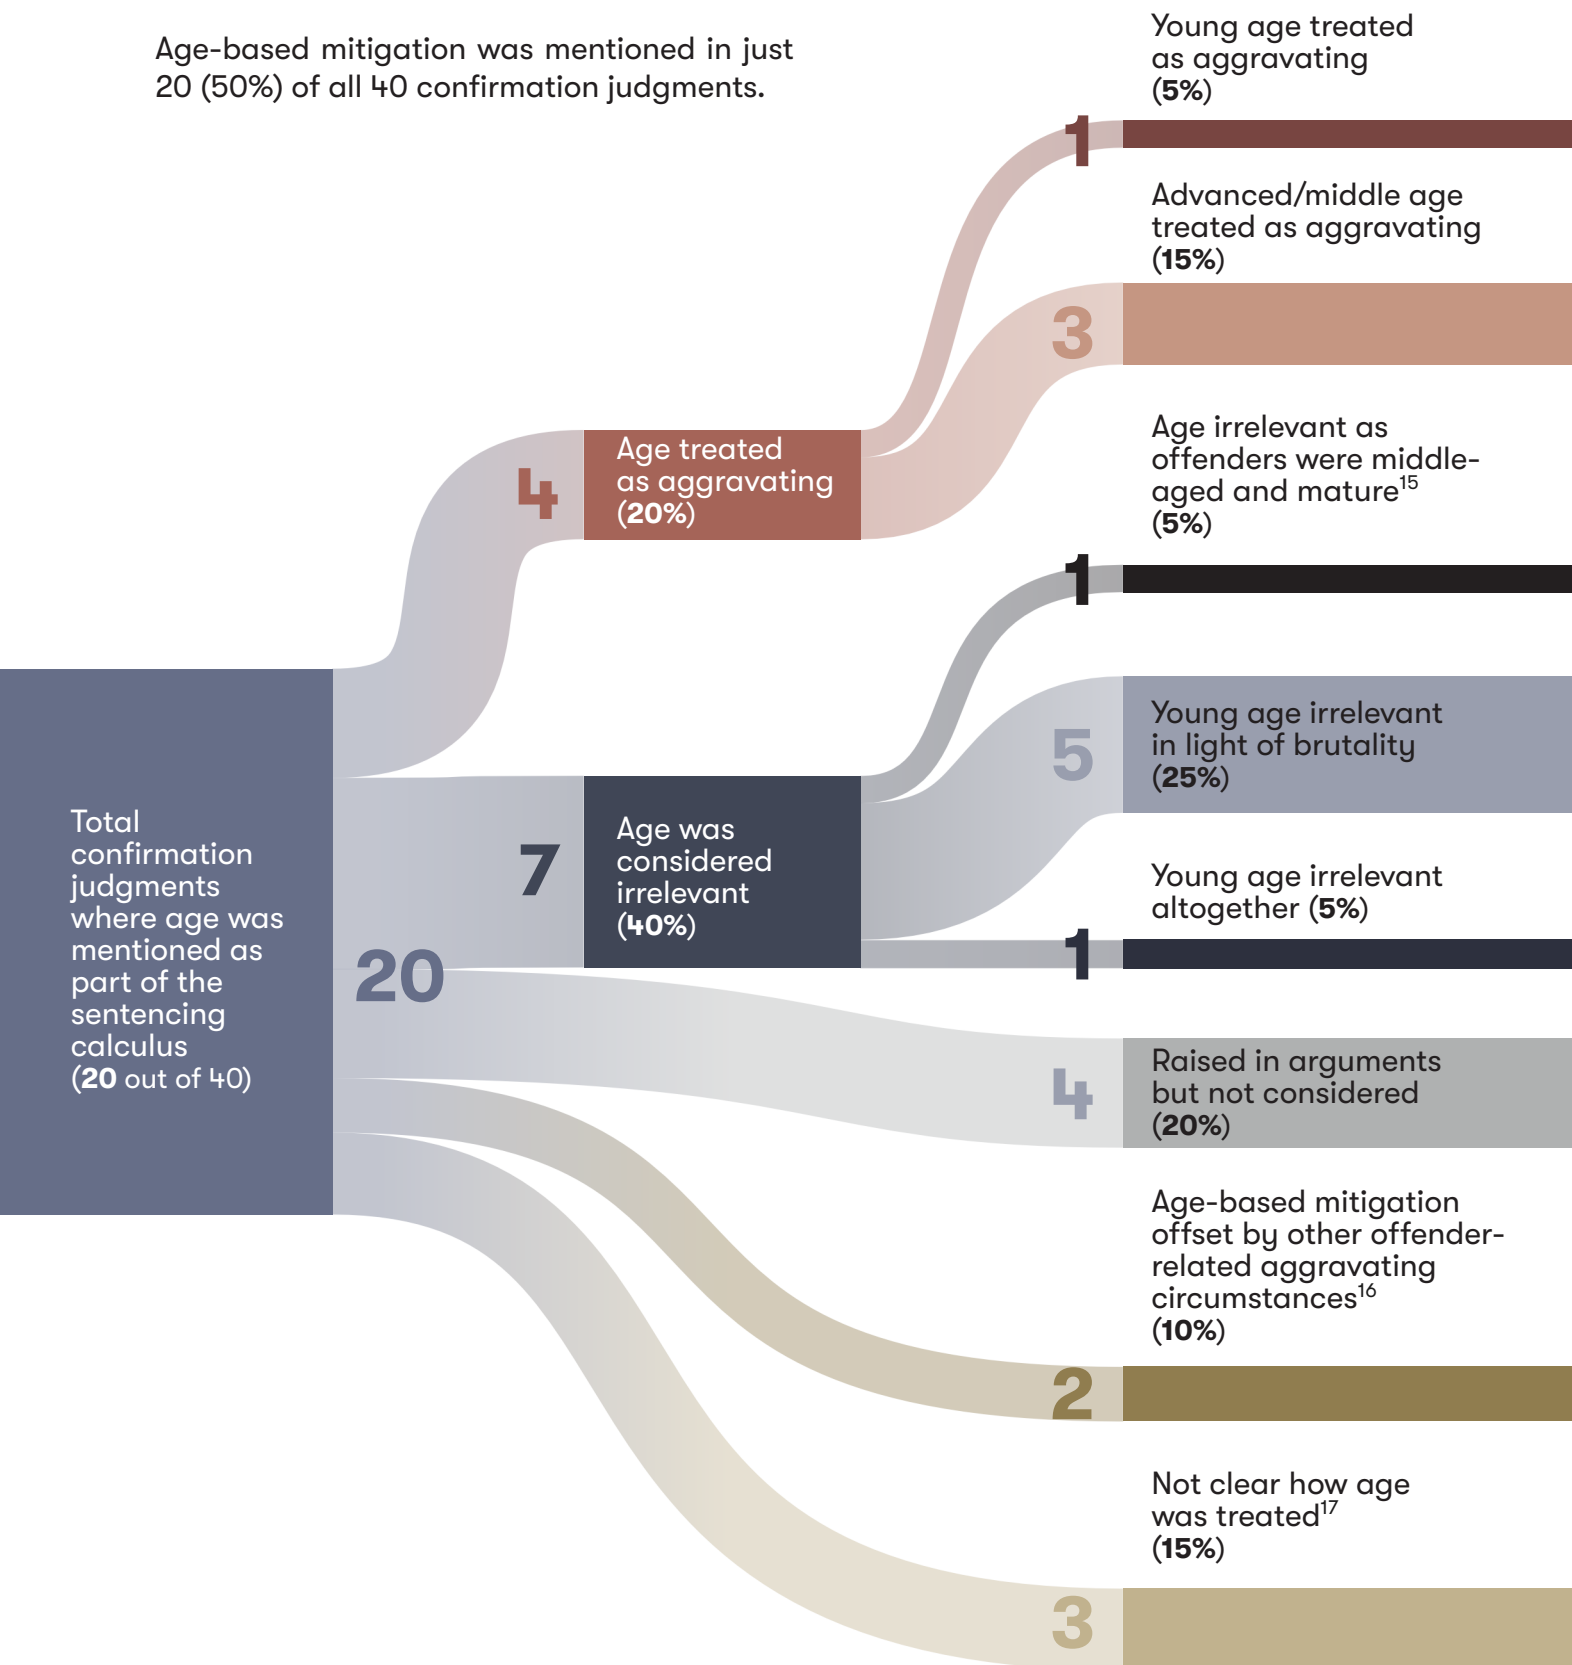 Age-based mitigation was mentioned in just
20 (50%) of all 40 confirmation judgments.
Total
confirmation
judgments
where age was
mentioned as
part of the
sentencing
calculus
(20 out of 40)
20
4
Age treated
as aggravating
(20%)
7
Age was
considered
irrelevant
(40%)
Young age treated
as aggravating
(5%)
1
Advanced/middle age
treated as aggravating
(15%)
3
Age irrelevant as
offenders were middle-
aged and mature15
(5%)
1
Young age irrelevant
in light of brutality
(25%)
5
Young age irrelevant
altogether (5%)
1
Raised in arguments
but not considered
(20%)
4
Age-based mitigation
offset by other offender-
related aggravating
circumstances16
(10%)
2
Not clear how age
was treated17
(15%)
3